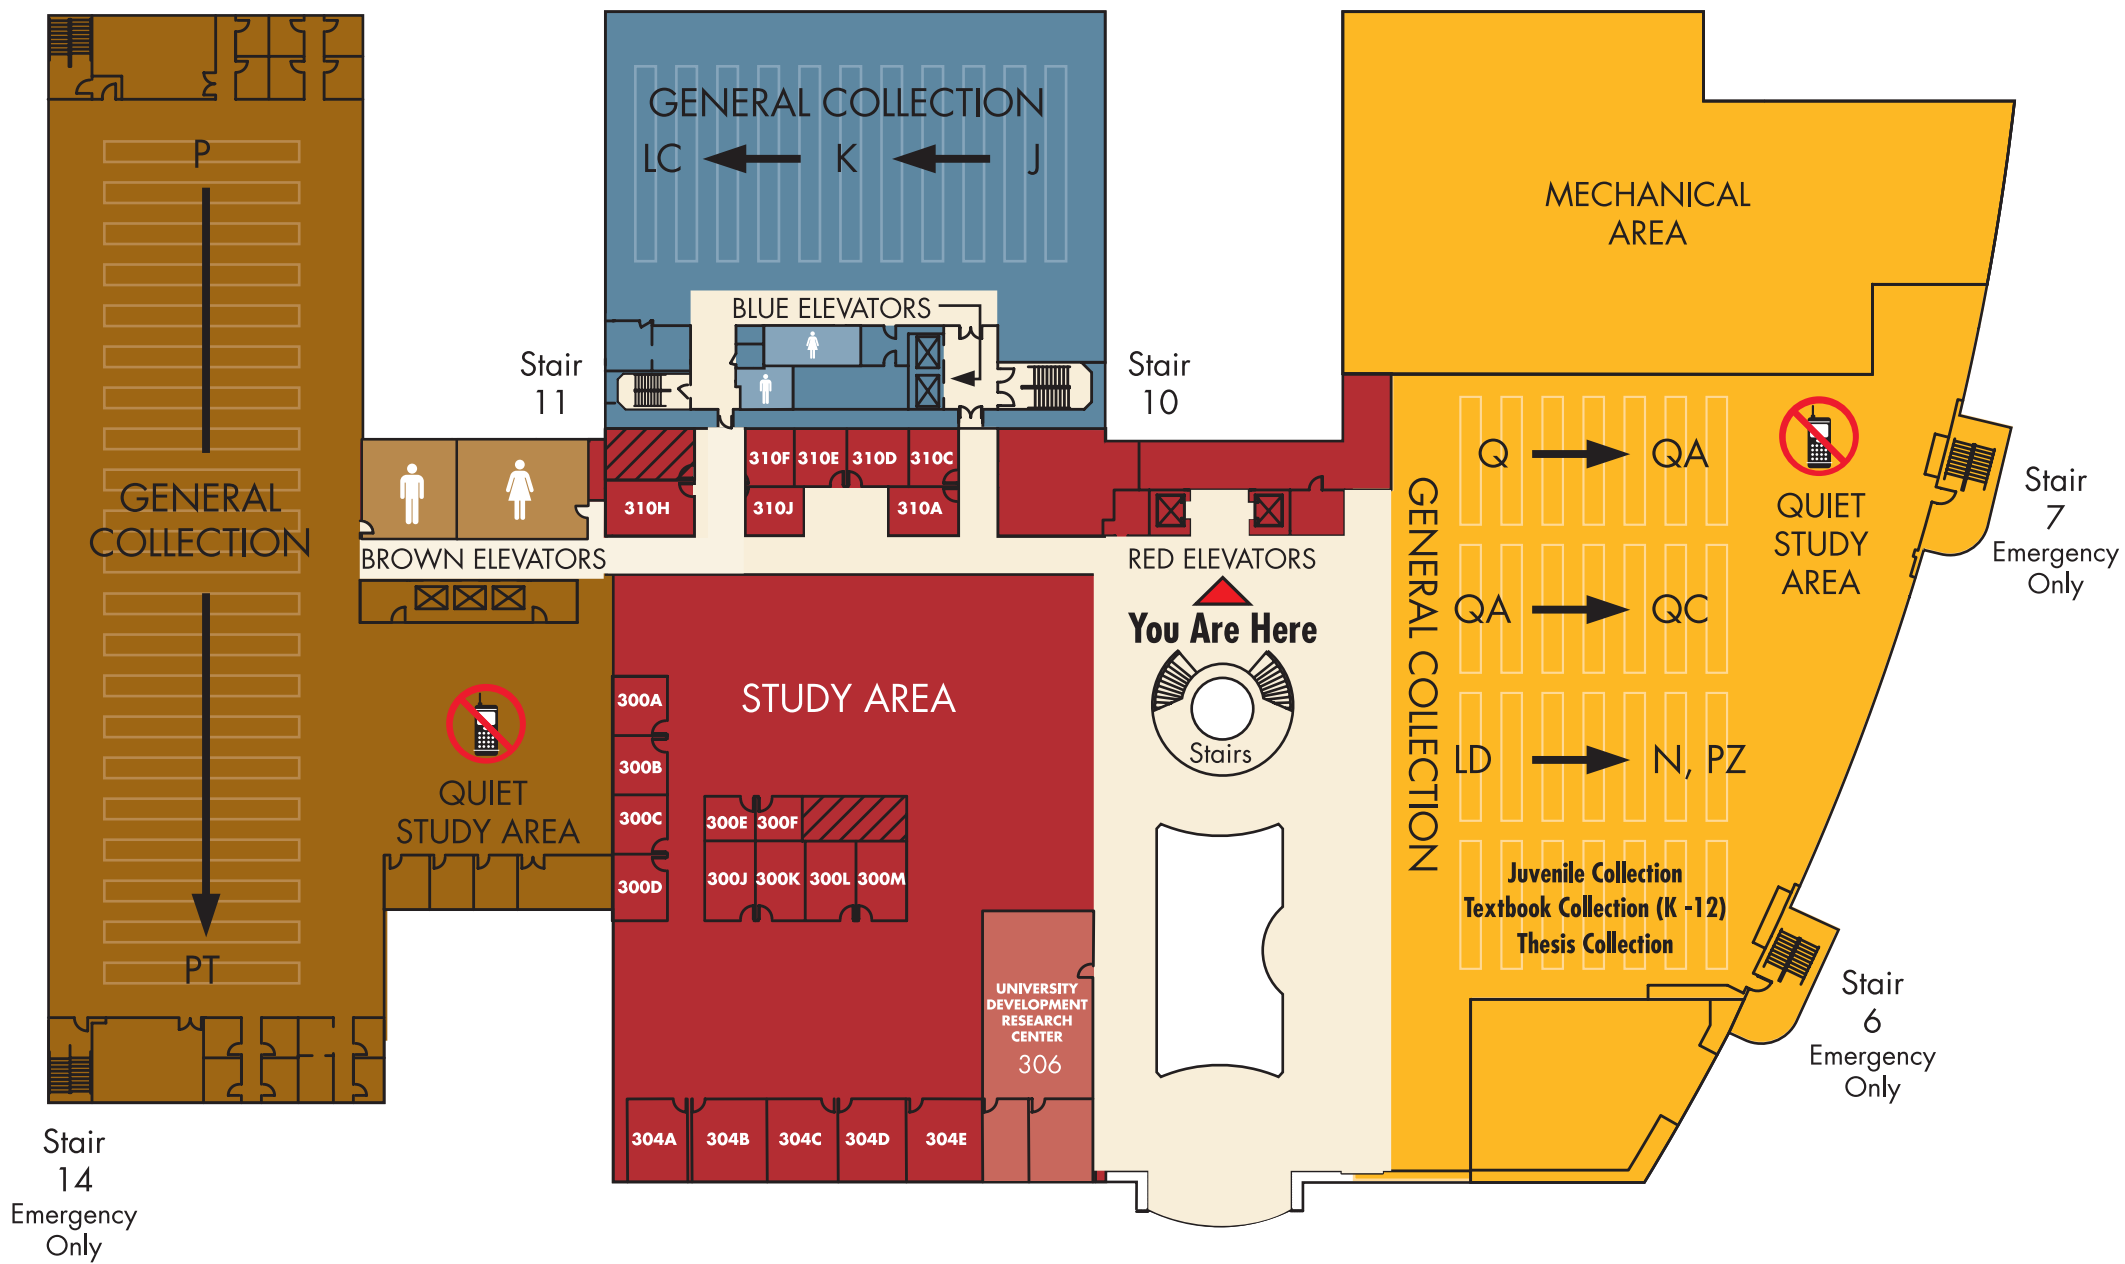 P
GENERAL
COLLECTION
PT
Stair
14
Emergency
Only
BROWN ELEVATORS
QUIET
STUDY AREA
GENERAL COLLECTION
LC K J
BLUE ELEVATORS
Stair
11
Stair
10
310F 310E 310D 310C
310H 310J 310A
RED ELEVATORS
You Are Here
Stairs
STUDY AREA
300A
300B
300C
300D
300E 300F
300J 300K 300L 300M
UNIVERSITY
DEVELOPMENT
RESEARCH
CENTER
306
304A 304B 304C 304D 304E
MECHANICAL
AREA
GENERAL COLLECTION
Q QA
QA QC
LD N, PZ
Juvenile Collection
Textbook Collection (K -12)
Thesis Collection
QUIET
STUDY
AREA
Stair
7
Emergency
Only
Stair
6
Emergency
Only